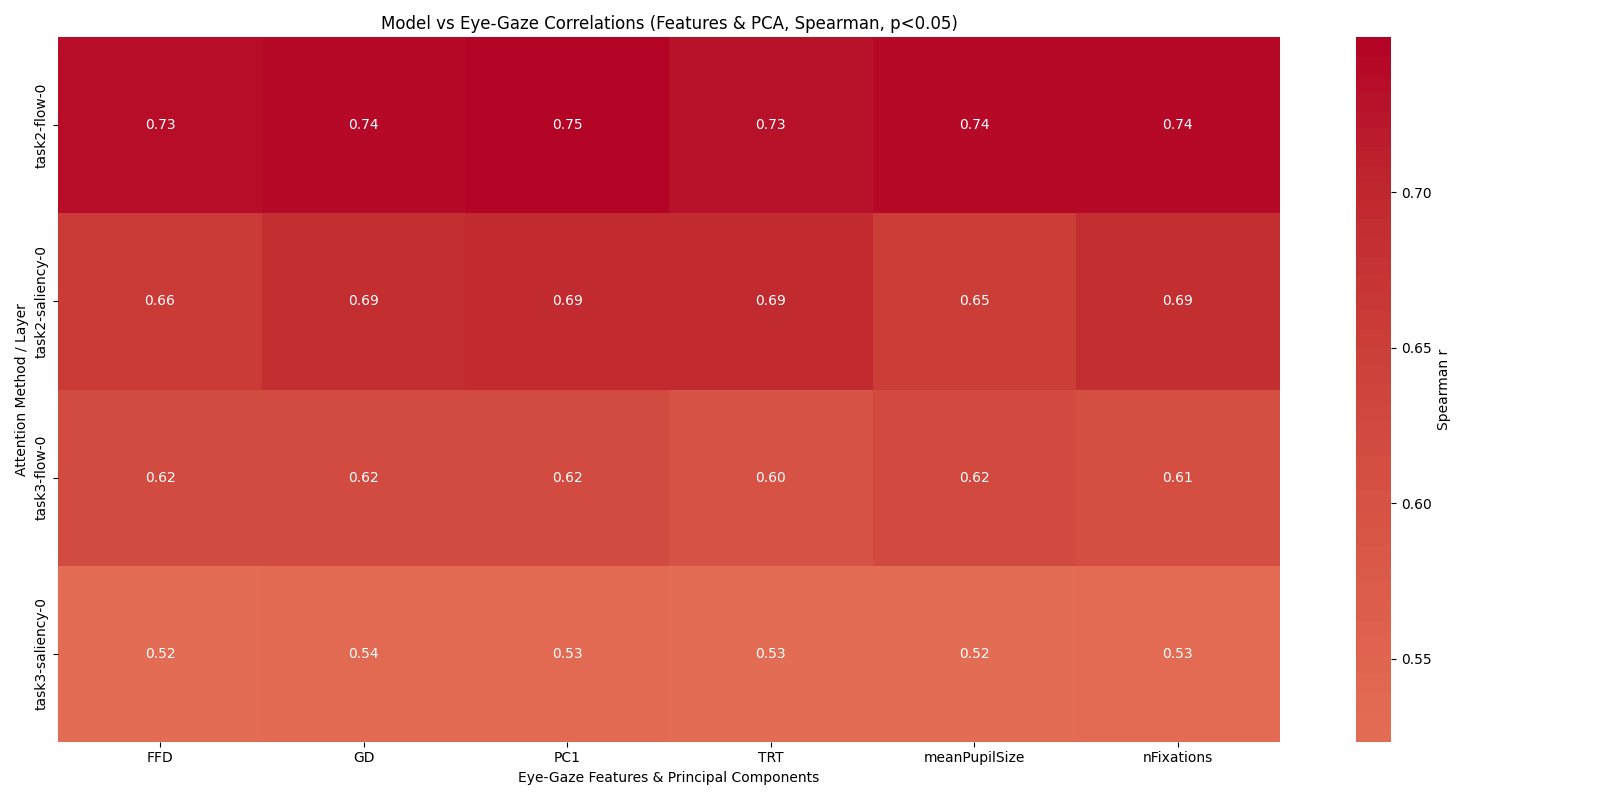 Model vs Eye-Gaze Correlations (Features & PCA, Spearman, p<0.05)
Attention Method / Layer
task2-flow-0
0.73 0.74 0.75 0.73 0.74 0.74
task2-saliency-0
0.66 0.69 0.69 0.69 0.65 0.69
task3-flow-0
0.62 0.62 0.62 0.60 0.62 0.61
task3-saliency-0
0.52 0.54 0.53 0.53 0.52 0.53
FFD GD PC1 TRT meanPupilSize nFixations
Eye-Gaze Features & Principal Components
0.70
0.65
0.60
0.55
Spearman r